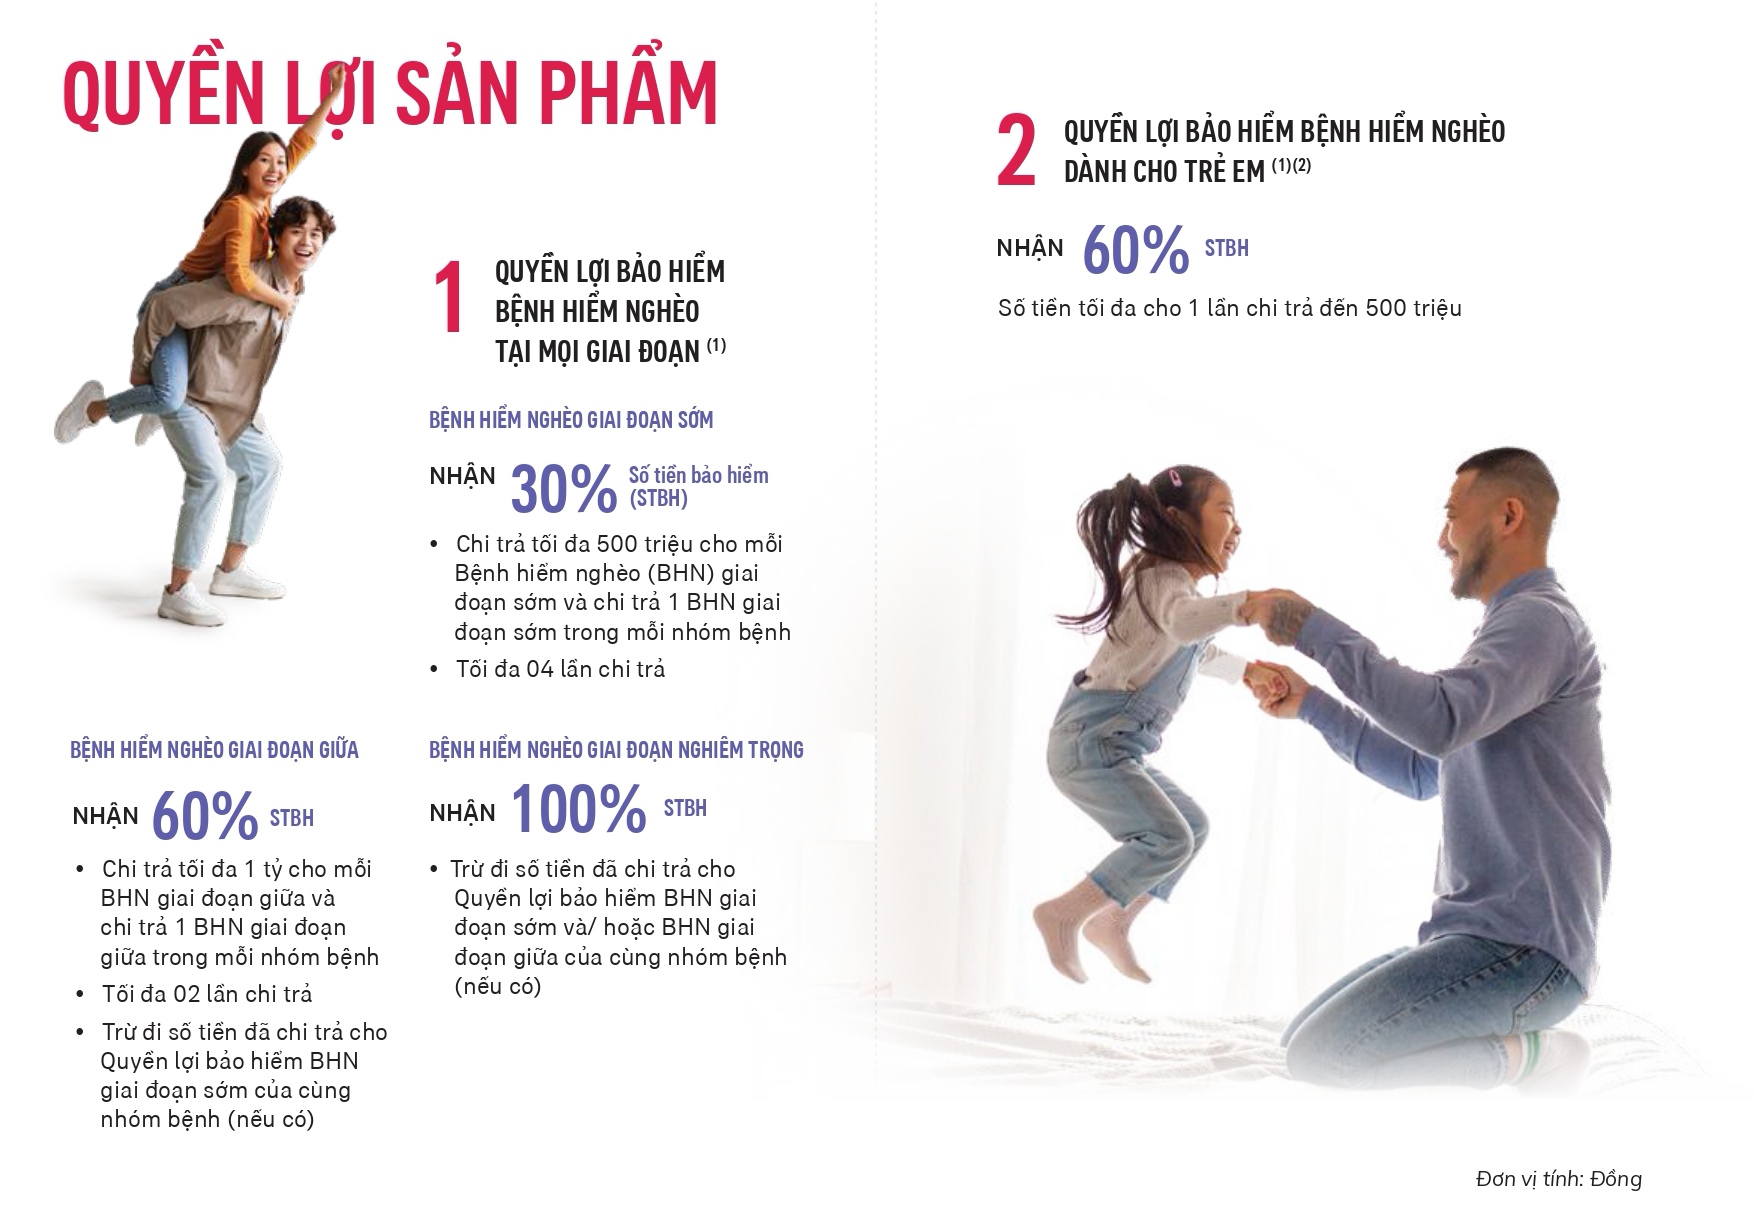 QUYỀN LỢI SẢN PHẨM
1
QUYỀN LỢI BẢO HIỂM
BỆNH HIỂM NGHÈO
TẠI MỌI GIAI ĐOẠN (1)
BỆNH HIỂM NGHÈO GIAI ĐOẠN SỚM
NHẬN 30% Số tiền bảo hiểm
(STBH)
• Chi trả tối đa 500 triệu cho mỗi
Bệnh hiểm nghèo (BHN) giai
đoạn sớm và chi trả 1 BHN giai
đoạn sớm trong mỗi nhóm bệnh
• Tối đa 04 lần chi trả
BỆNH HIỂM NGHÈO GIAI ĐOẠN GIỮA
NHẬN 60% STBH
• Chi trả tối đa 1 tỷ cho mỗi
BHN giai đoạn giữa và
chi trả 1 BHN giai đoạn
giữa trong mỗi nhóm bệnh
• Tối đa 02 lần chi trả
• Trừ đi số tiền đã chi trả cho
Quyền lợi bảo hiểm BHN
giai đoạn sớm của cùng
nhóm bệnh (nếu có)
BỆNH HIỂM NGHÈO GIAI ĐOẠN NGHIÊM TRỌNG
NHẬN 100% STBH
• Trừ đi số tiền đã chi trả cho
Quyền lợi bảo hiểm BHN giai
đoạn sớm và/ hoặc BHN giai
đoạn giữa của cùng nhóm bệnh
(nếu có)
2
QUYỀN LỢI BẢO HIỂM BỆNH HIỂM NGHÈO
DÀNH CHO TRẺ EM (1)(2)
NHẬN 60% STBH
Số tiền tối đa cho 1 lần chi trả đến 500 triệu
Đơn vị tính: Đồng